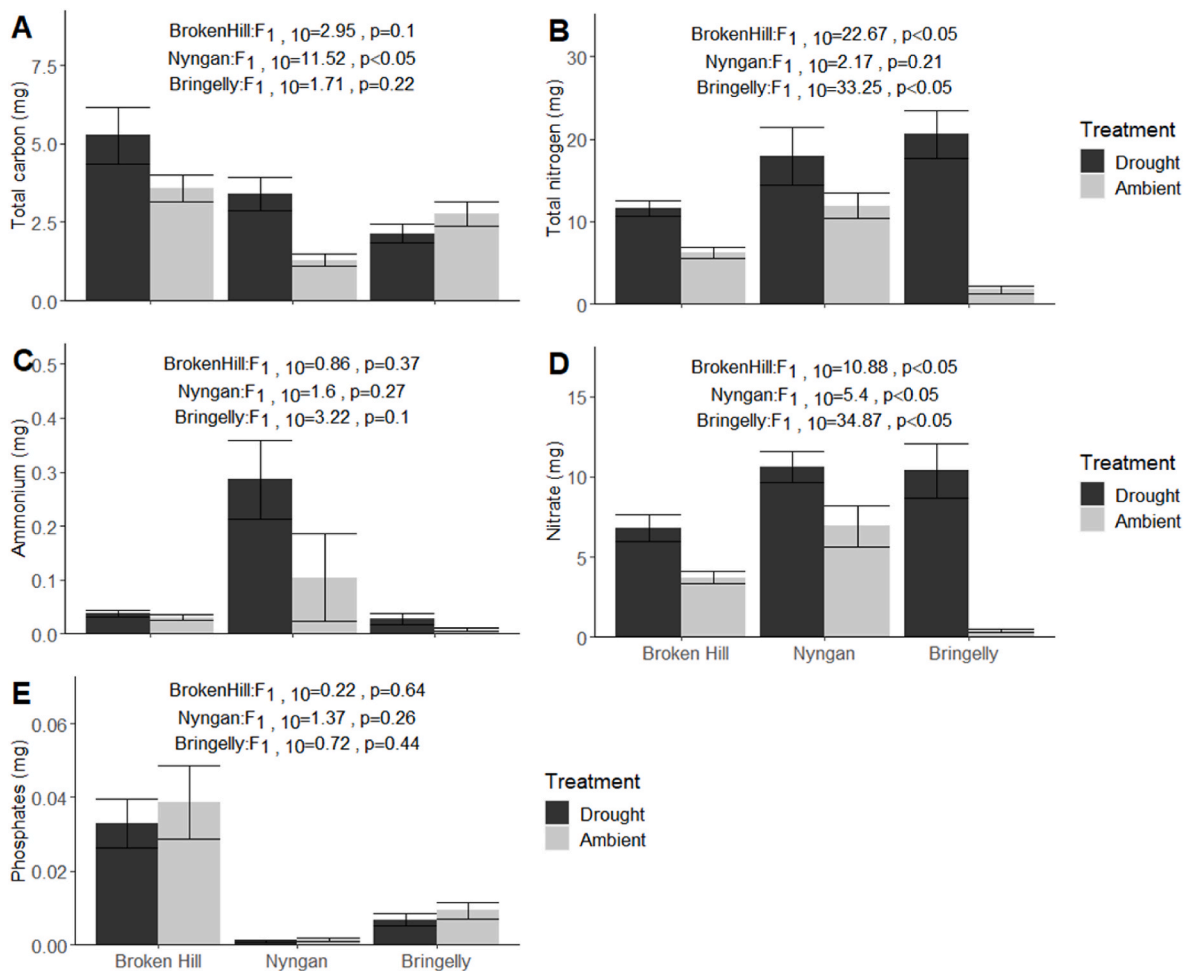 A
BrokenHill:F1 , 10=2.95 , p=0.1
Nyngan:F1 , 10=11.52 , p<0.05
Bringelly:F1 , 10=1.71 , p=0.22
Total carbon (mg)
7.5
5.0
2.5
0.0
B
BrokenHill:F1 , 10=22.67 , p<0.05
Nyngan:F1 , 10=2.17 , p=0.21
Bringelly:F1 , 10=33.25 , p<0.05
Total nitrogen (mg)
30
20
10
0
Treatment
Drought
Ambient
C
BrokenHill:F1 , 10=0.86 , p=0.37
Nyngan:F1 , 10=1.6 , p=0.27
Bringelly:F1 , 10=3.22 , p=0.1
Ammonium (mg)
0.5
0.4
0.3
0.2
0.1
0.0
D
BrokenHill:F1 , 10=10.88 , p<0.05
Nyngan:F1 , 10=5.4 , p<0.05
Bringelly:F1 , 10=34.87 , p<0.05
Nitrate (mg)
15
10
5
0
Broken Hill Nyngan Bringelly
Treatment
Drought
Ambient
E
BrokenHill:F1 , 10=0.22 , p=0.64
Nyngan:F1 , 10=1.37 , p=0.26
Bringelly:F1 , 10=0.72 , p=0.44
Phosphates (mg)
0.06
0.04
0.02
0.00
Broken Hill Nyngan Bringelly
Treatment
Drought
Ambient